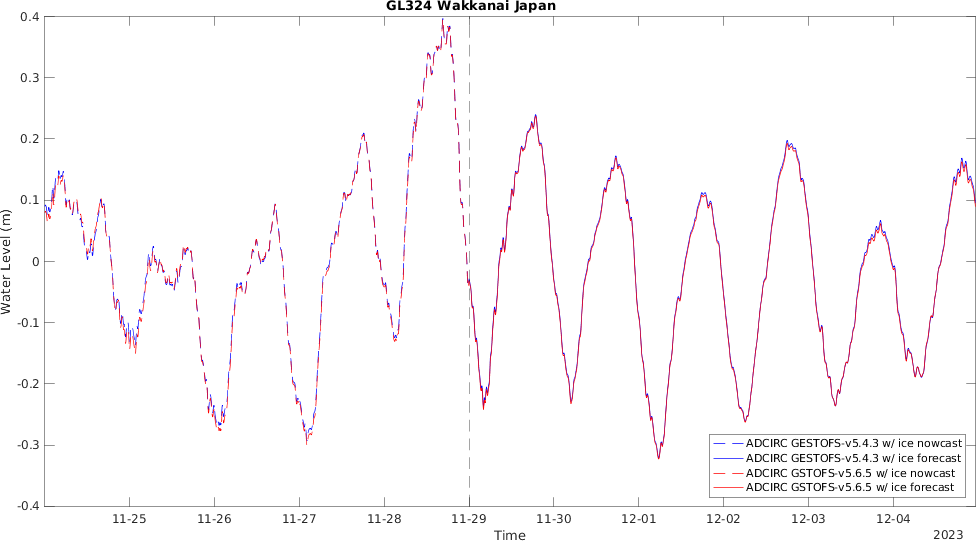 GL324 Wakkanai Japan
0.4
0.3
0.2
0.1
0
-0.1
-0.2
-0.3
-0.4
Water Level (m)
11-25 11-26 11-27 11-28 11-29 11-30 12-01 12-02 12-03 12-04
Time
2023
ADCIRC GESTOFS-v5.4.3 w/ ice nowcast
ADCIRC GESTOFS-v5.4.3 w/ ice forecast
ADCIRC GSTOFS-v5.6.5 w/ ice nowcast
ADCIRC GSTOFS-v5.6.5 w/ ice forecast